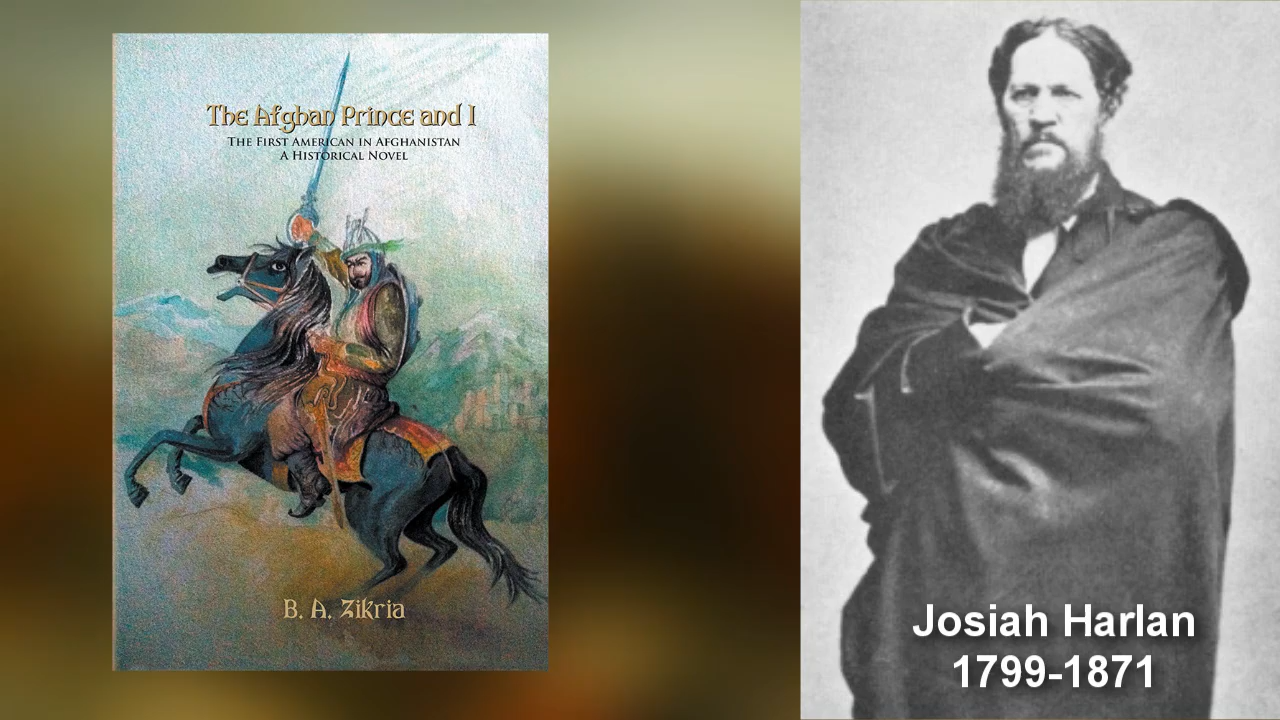 The Afghan Prince and I
The First American in Afghanistan
A Historical Novel
B. A. Zikria
Josiah Harlan
1799-1871